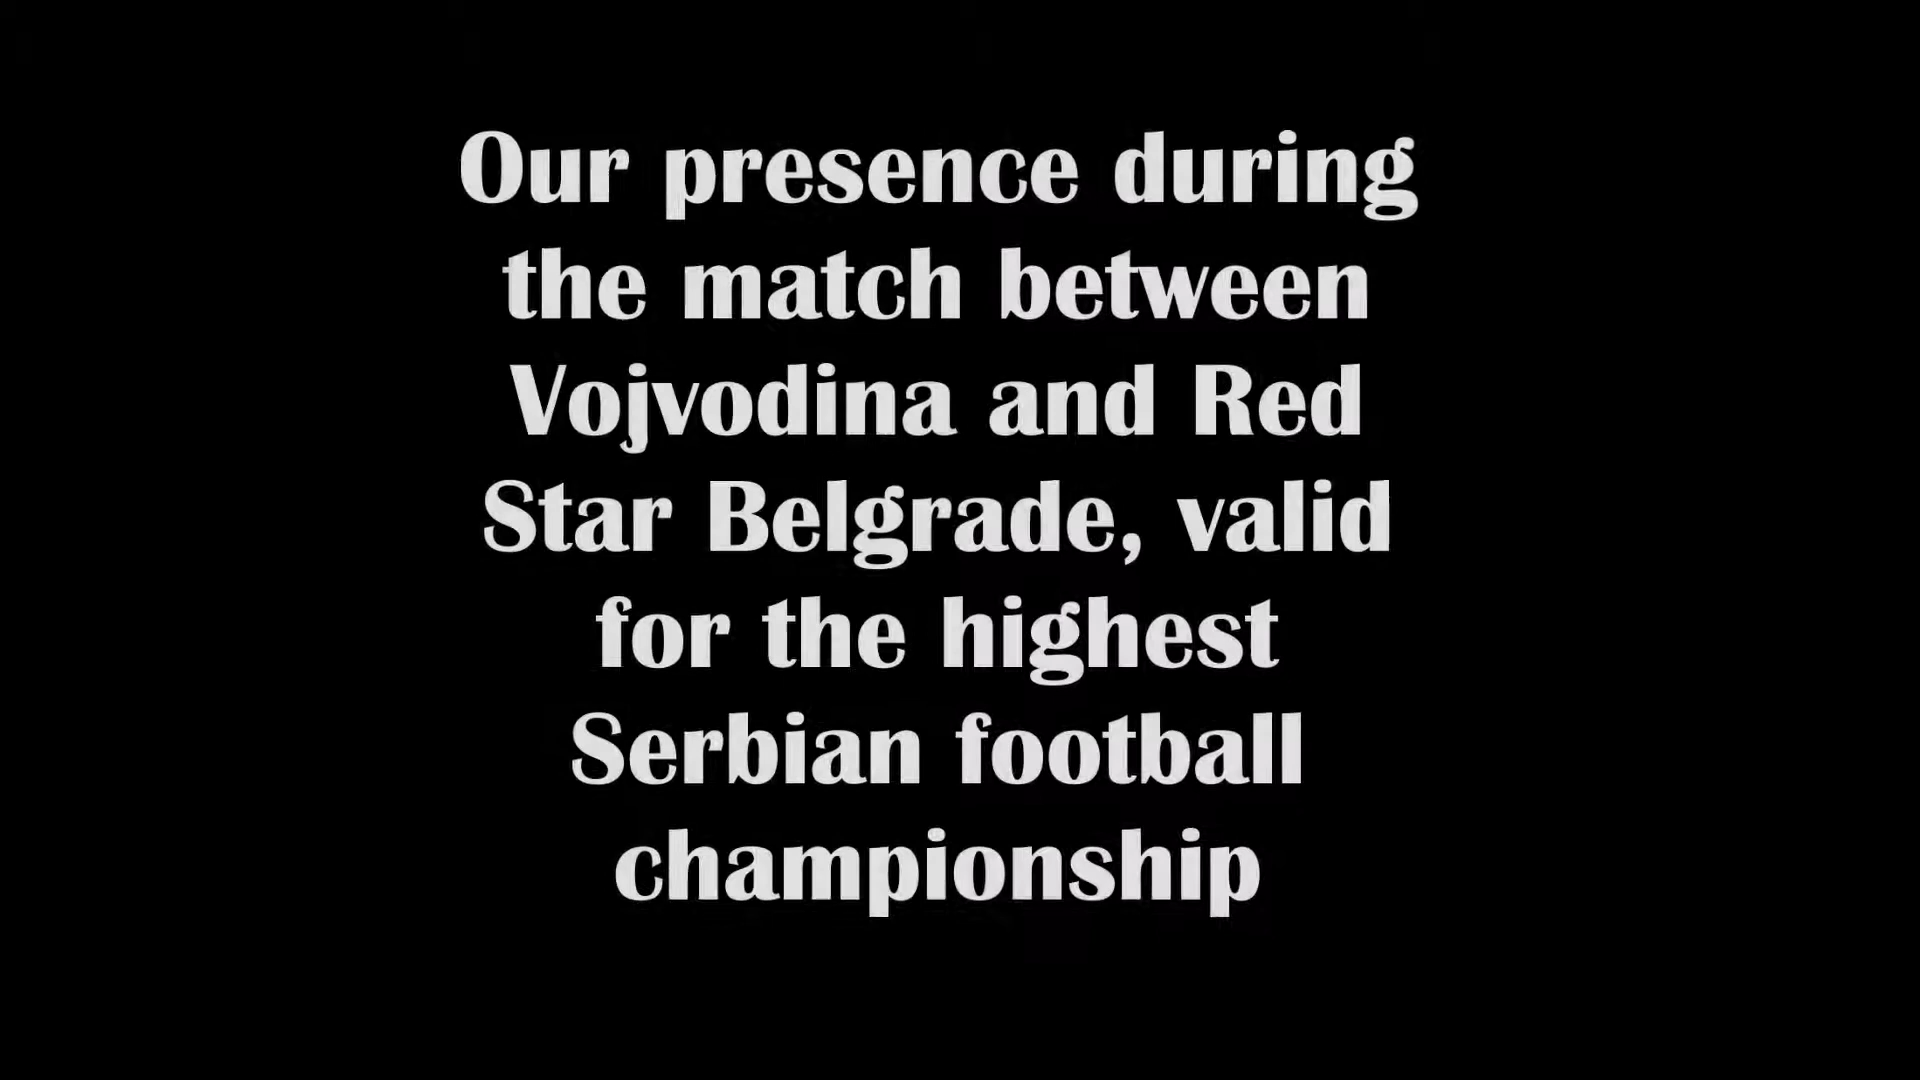 Our presence during
the match between
Vojvodina and Red
Star Belgrade, valid
for the highest
Serbian football
championship